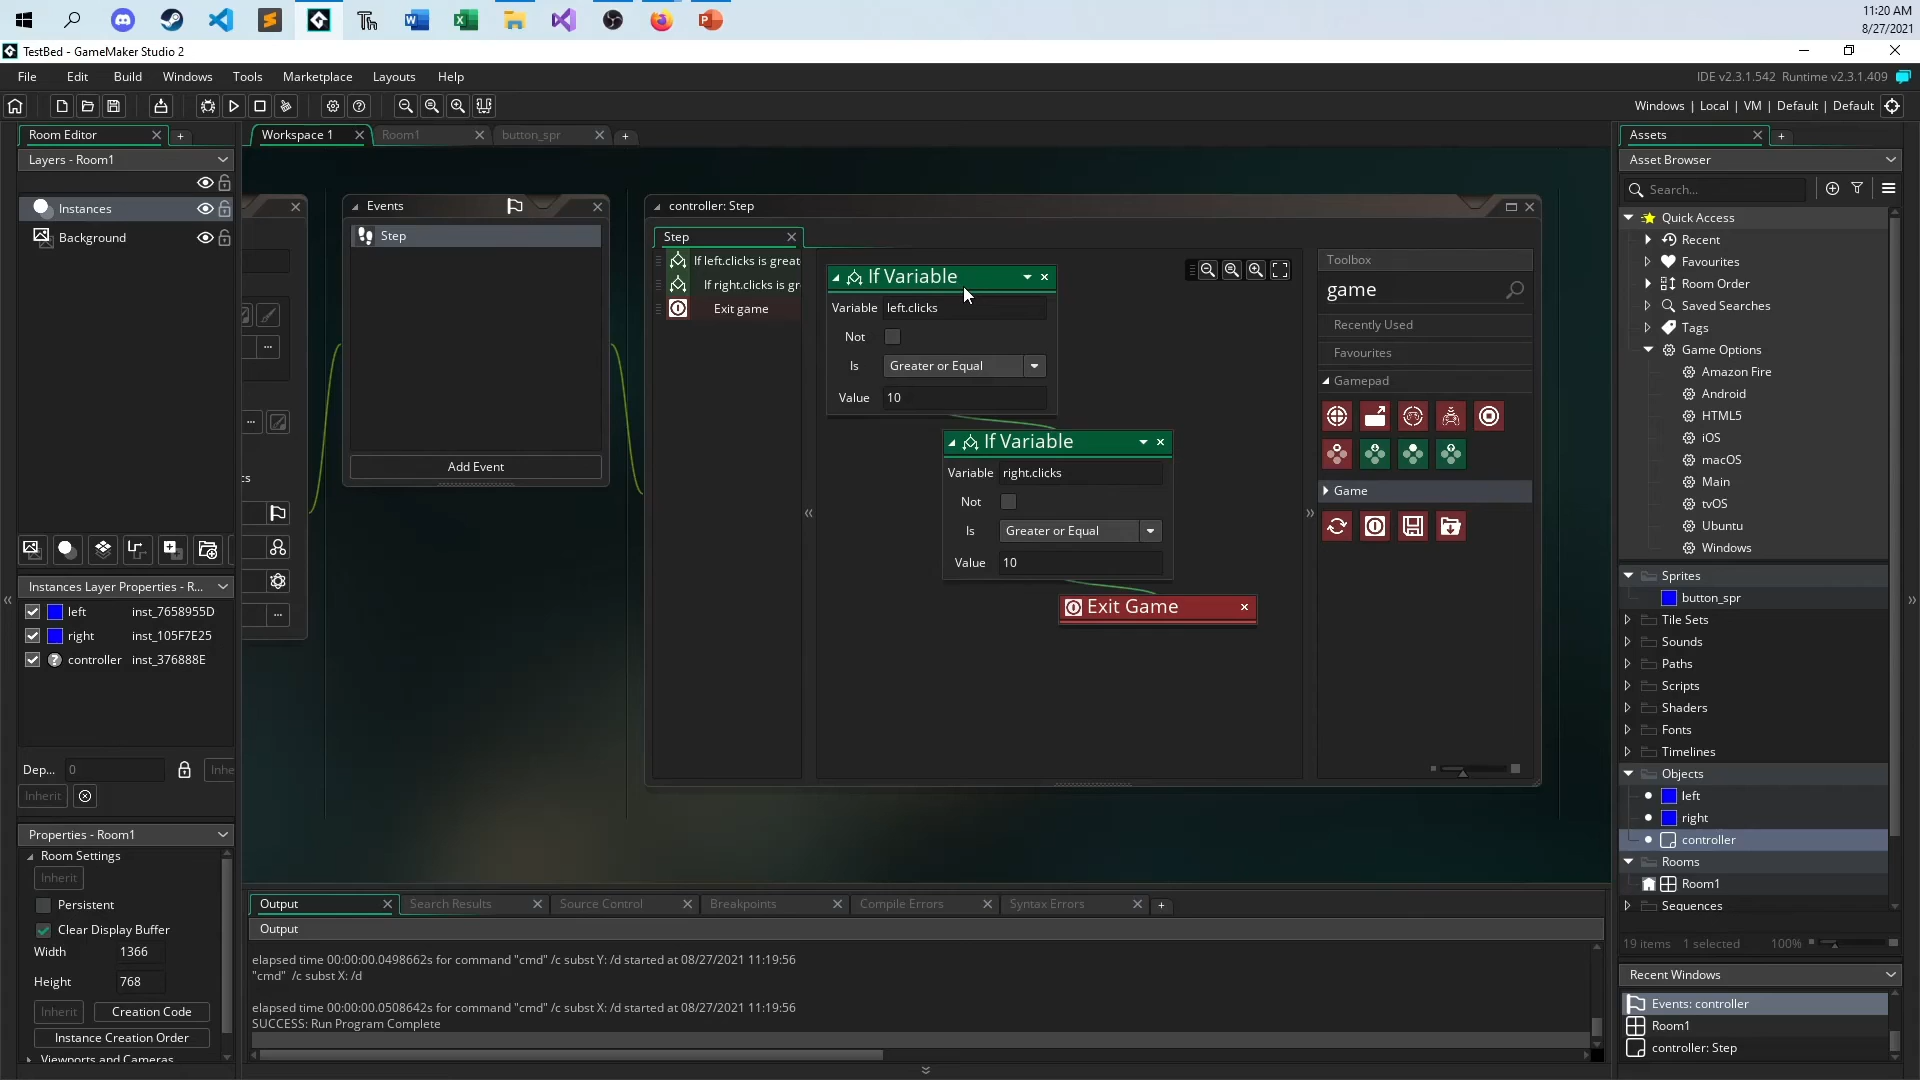 11:20 AM
8/27/2021
TestBed - GameMaker Studio 2
File Edit Build Windows Tools Marketplace Layouts Help
IDE v2.3.1.542 Runtime v2.3.1.409
Windows | Local | VM | Default | Default
Room Editor
Layers - Room1
Instances
Background
Instances Layer Properties - R...
left inst_7658955D
right inst_105F7E25
controller inst_376888E
Dep... 0 Inhe
Inherit
Properties - Room1
Room Settings
Inherit
Persistent
Clear Display Buffer
Width 1366
Height 768
Inherit Creation Code
Instance Creation Order
Viewports and Cameras
Workspace 1 Room1 button_spr
cs
Events
Step
Add Event
controller: Step
Step
If left.clicks is great
If right.clicks is gr
Exit game
If Variable
Variable left.clicks
Not
Is Greater or Equal
Value 10
If Variable
Variable right.clicks
Not
Is Greater or Equal
Value 10
Exit Game
Toolbox
game
Recently Used
Favourites
Gamepad
Game
Output Search Results Source Control Breakpoints Compile Errors Syntax Errors
Output
elapsed time 00:00:00.0498662s for command "cmd" /c subst Y: /d started at 08/27/2021 11:19:56
"cmd" /c subst X: /d
elapsed time 00:00:00.0508642s for command "cmd" /c subst X: /d started at 08/27/2021 11:19:56
SUCCESS: Run Program Complete
Assets
Asset Browser
Search...
Quick Access
Recent
Favourites
Room Order
Saved Searches
Tags
Game Options
Amazon Fire
Android
HTML5
iOS
macOS
Main
tvOS
Ubuntu
Windows
Sprites
button_spr
Tile Sets
Sounds
Paths
Scripts
Shaders
Fonts
Timelines
Objects
left
right
controller
Rooms
Room1
Sequences
19 items 1 selected 100%
Recent Windows
Events: controller
Room1
controller: Step